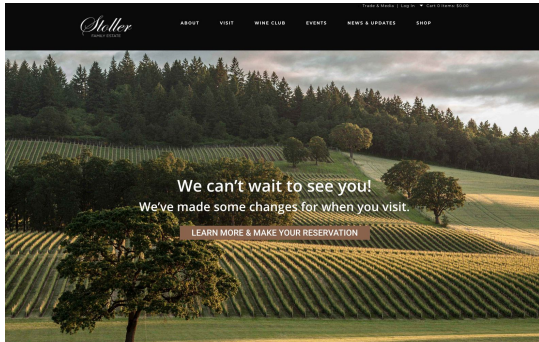 Trade & Media | Log In ▼ Cart 0 items: $0.00
Stoller
FAMILY ESTATE
ABOUT VISIT WINE CLUB EVENTS NEWS & UPDATES SHOP
We can't wait to see you!
We've made some changes for when you visit.
LEARN MORE & MAKE YOUR RESERVATION